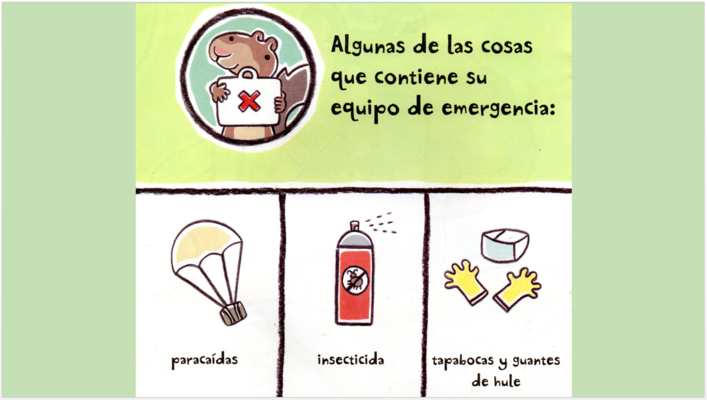 Algunas de las cosas
que contiene su
equipo de emergencia:
paracaídas
insecticida
tapabocas y guantes
de hule